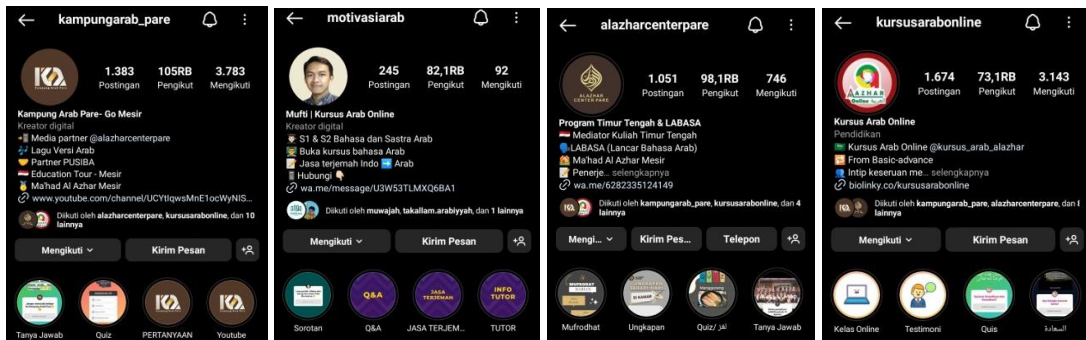 kampungarab_pare
KA
Kampung Arab Pare
1.383 105RB 3.783
Postingan Pengikut Mengikuti
Kampung Arab Pare- Go Mesir
Kreator digital
Media partner @alazharcenterpare
Lagu Versi Arab
Partner PUSIBA
Education Tour - Mesir
Ma'had Al Azhar Mesir
www.youtube.com/channel/UCYtIqwsMnE1ocWyNIS...
Diikuti oleh alazharcenterpare, kursusarabonline, dan 10
lainnya
Mengikuti Kirim Pesan
Tanya Jawab Quiz PERTANYAAN Youtube
motivasiarab
245 82,1RB 92
Postingan Pengikut Mengikuti
Mufti | Kursus Arab Online
Kreator digital
S1 & S2 Bahasa dan Sastra Arab
Buka kursus bahasa Arab
Jasa terjemah Indo ➡ Arab
Hubungi
wa.me/message/U3W53TLMXQ6BA1
Diikuti oleh muwajah, takallam.arabiyyah, dan 1 lainnya
Mengikuti Kirim Pesan
Q&A
JASA
TERJEMAH
INFO
TUTOR
Sorotan Q&A JASA TERJEM... TUTOR
alazharcenterpare
ALAZHAR
CENTER PARE
1.051 98,1RB 746
Postingan Pengikut Mengikuti
Program Timur Tengah & LABASA
Mediator Kuliah Timur Tengah
LABASA (Lancar Bahasa Arab)
Ma'had Al Azhar Mesir
Penerje... selengkapnya
wa.me/6282335124149
Diikuti oleh kampungarab_pare, kursusarabonline, dan 4
lainnya
Mengi... Kirim Pes... Telepon
MUFRODAT
Mufrodhat Ungkapan Quiz/ لغز Tanya Jawab
kursusarabonline
AZHAR
Online
1.674 73,1RB 3.143
Postingan Pengikut Mengikuti
Kursus Arab Online
Pendidikan
Kursus Arab Online @kursus_arab_alazhar
From Basic-advance
Intip keseruan me... selengkapnya
biolinky.co/kursusarabonline
Diikuti oleh kampungarab_pare, alazharcenterpare, dan
lainnya
Mengikuti Kirim Pesan
Kelas Online Testimoni Quis السعادة